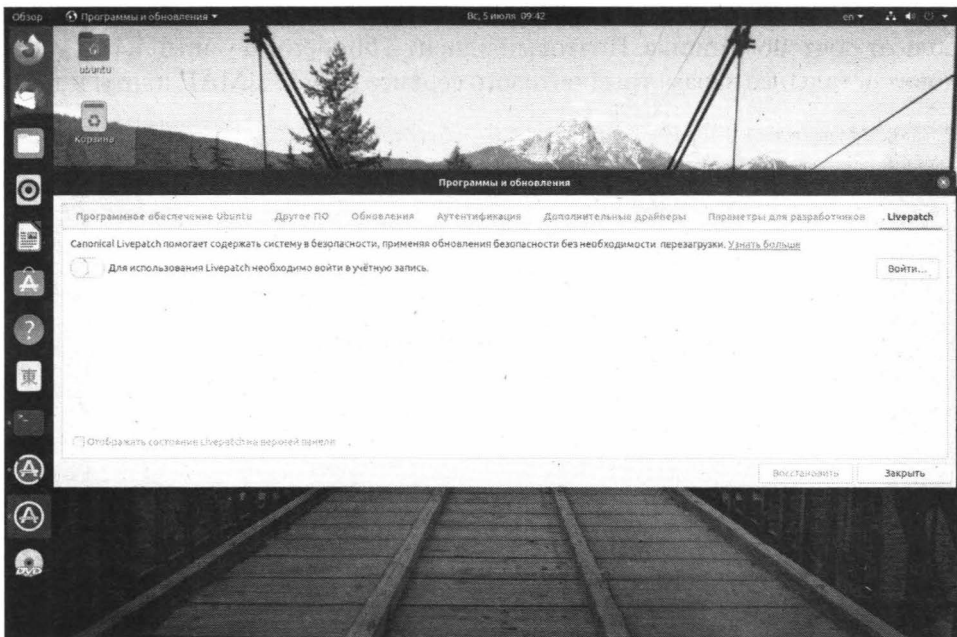 Обзор
Программы и обновления
Вс, 5 июля 09:42
en
ubuntu
Корзина
Программы и обновления
Программное обеспечение Ubuntu
Другое ПО
Обновления
Аутентификация
Дополнительные драйверы
Параметры для разработчиков
Livepatch
Canonical Livepatch помогает содержать систему в безопасности, применяя обновления безопасности без необходимости перезагрузки. Узнать больше
Для использования Livepatch необходимо войти в учётную запись.
Войти...
東
Отображать состояние Livepatch на верхней панели
Восстановить
Закрыть
DVD